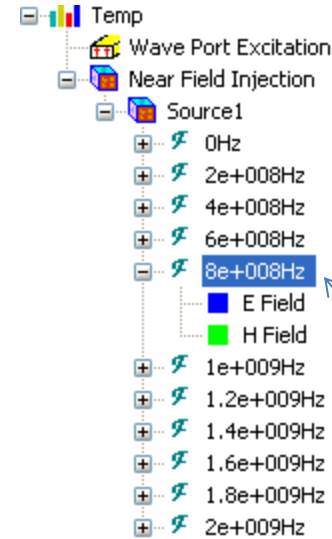 Temp
Wave Port Excitation
Near Field Injection
Source1
0Hz
2e+008Hz
4e+008Hz
6e+008Hz
8e+008Hz
E Field
H Field
1e+009Hz
1.2e+009Hz
1.4e+009Hz
1.6e+009Hz
1.8e+009Hz
2e+009Hz